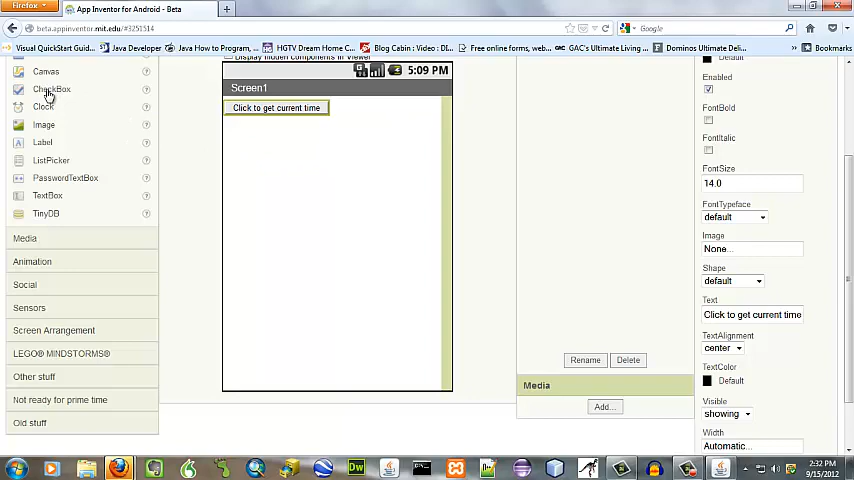 Firefox
App Inventor for Android - Beta
beta.appinventor.mit.edu/#3251514
Google
Visual QuickStart Guid...
Java Developer
Java How to Program, ...
HGTV Dream Home C...
Blog Cabin : Video : DI...
Free online forms, web...
GAC's Ultimate Living ...
Dominos Ultimate Deli...
Bookmarks
Display hidden components in Viewer
Default
Canvas
CheckBox
Clock
Image
Label
ListPicker
PasswordTextBox
TextBox
TinyDB
Media
Animation
Social
Sensors
Screen Arrangement
LEGO® MINDSTORMS®
Other stuff
Not ready for prime time
Old stuff
5:09 PM
Screen1
Click to get current time
Rename
Delete
Media
Add...
Enabled
FontBold
FontItalic
FontSize
14.0
FontTypeface
default
Image
None...
Shape
default
Text
Click to get current time
TextAlignment
center
TextColor
Default
Visible
showing
Width
Automatic...
2:32 PM
9/15/2012